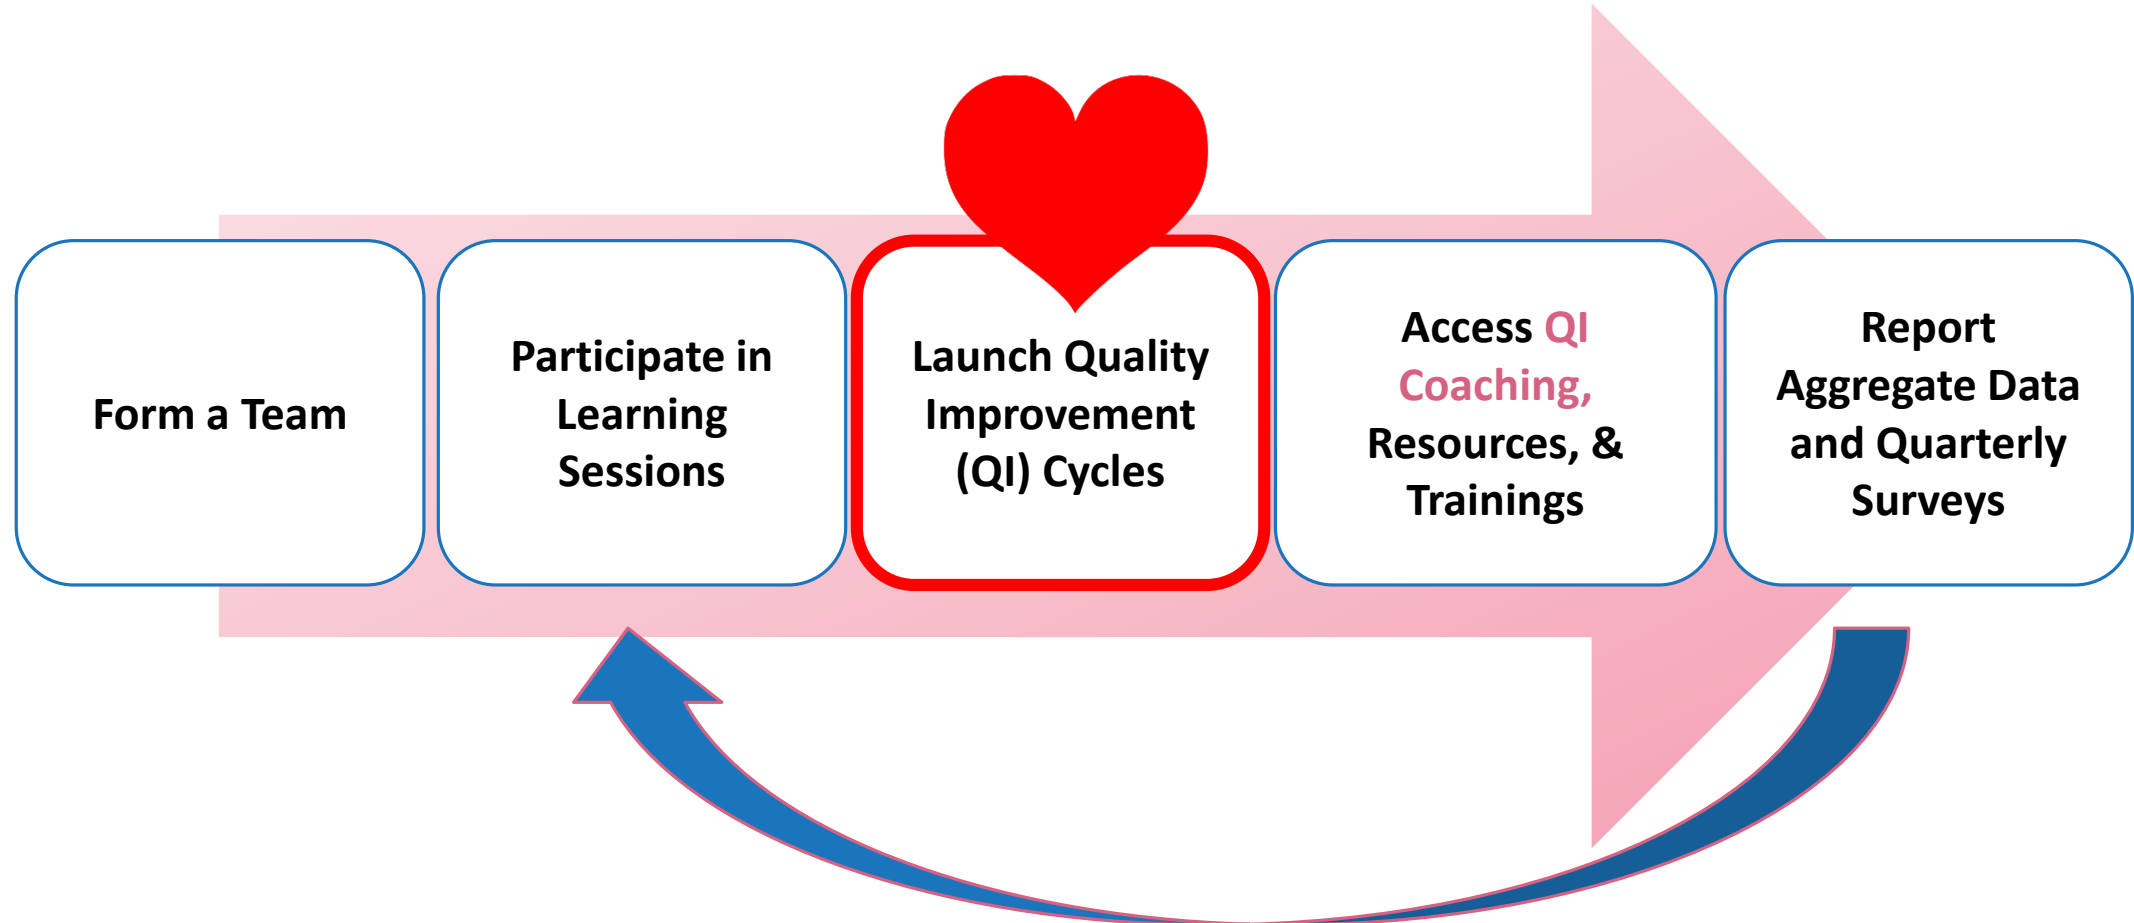 Form a Team
Participate in
Learning
Sessions
Launch Quality
Improvement
(QI) Cycles
Access QI
Coaching,
Resources, &
Trainings
Report
Aggregate Data
and Quarterly
Surveys